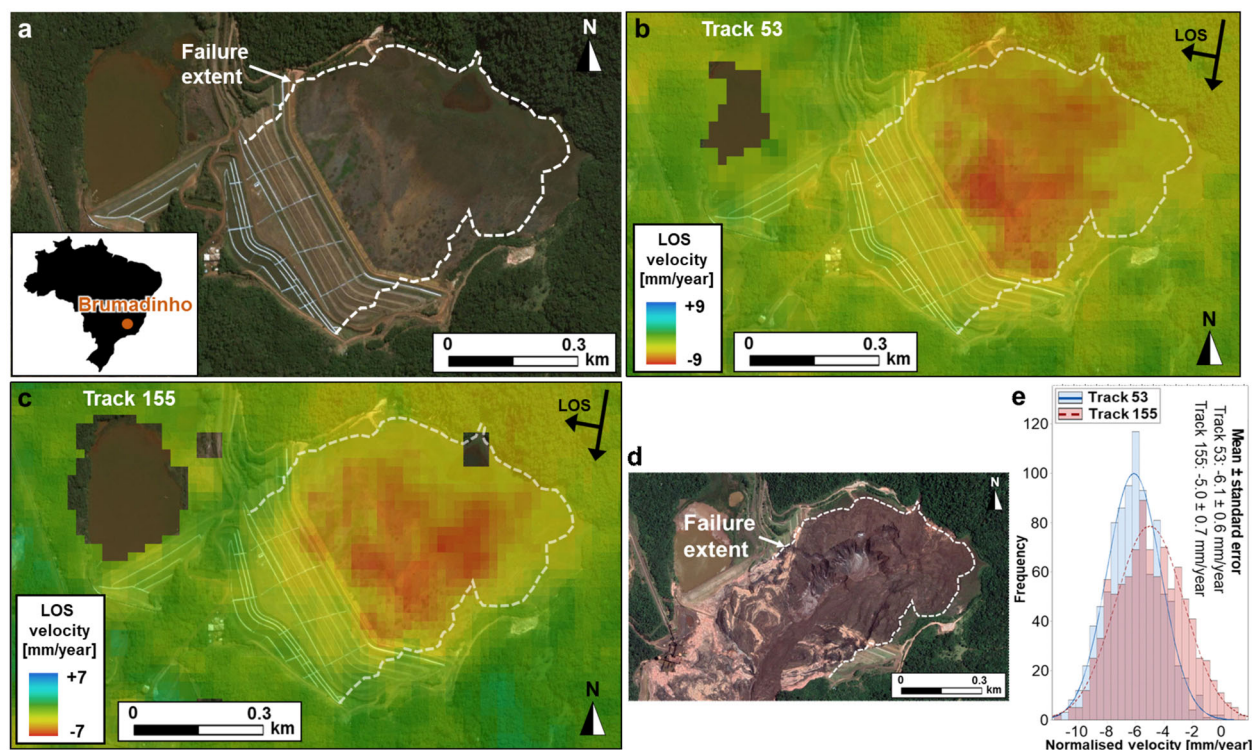 a
Failure
extent
N
Brumadinho
0 0.3
km
b
Track 53
LOS
LOS
velocity
[mm/year]
+9
-9
0 0.3
km
N
c
Track 155
LOS
LOS
velocity
[mm/year]
+7
-7
0 0.3
km
N
d
N
Failure
extent
0 0.3
km
e
Track 53
Track 155
Mean ± standard error
Track 53: -6.1 ± 0.6 mm/year
Track 155: -5.0 ± 0.7 mm/year
120
100
80
60
40
20
0
Frequency
-10 -8 -6 -4 -2 0
Normalised velocity [mm/year]